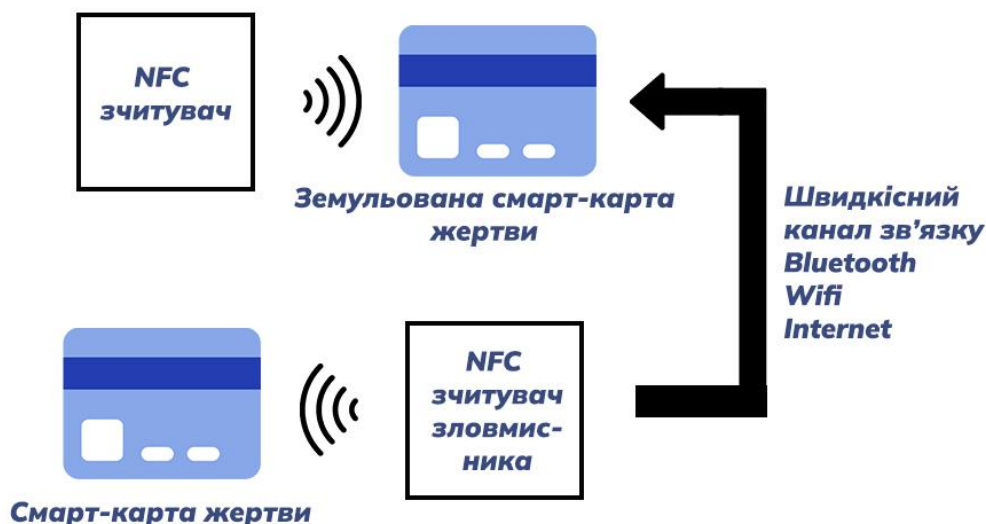 NFC
зчитувач
Земульована смарт-карта
жертви
Швидкісний
канал зв’язку
Bluetooth
Wifi
Internet
NFC
зчитувач
зловмис-
ника
Смарт-карта жертви